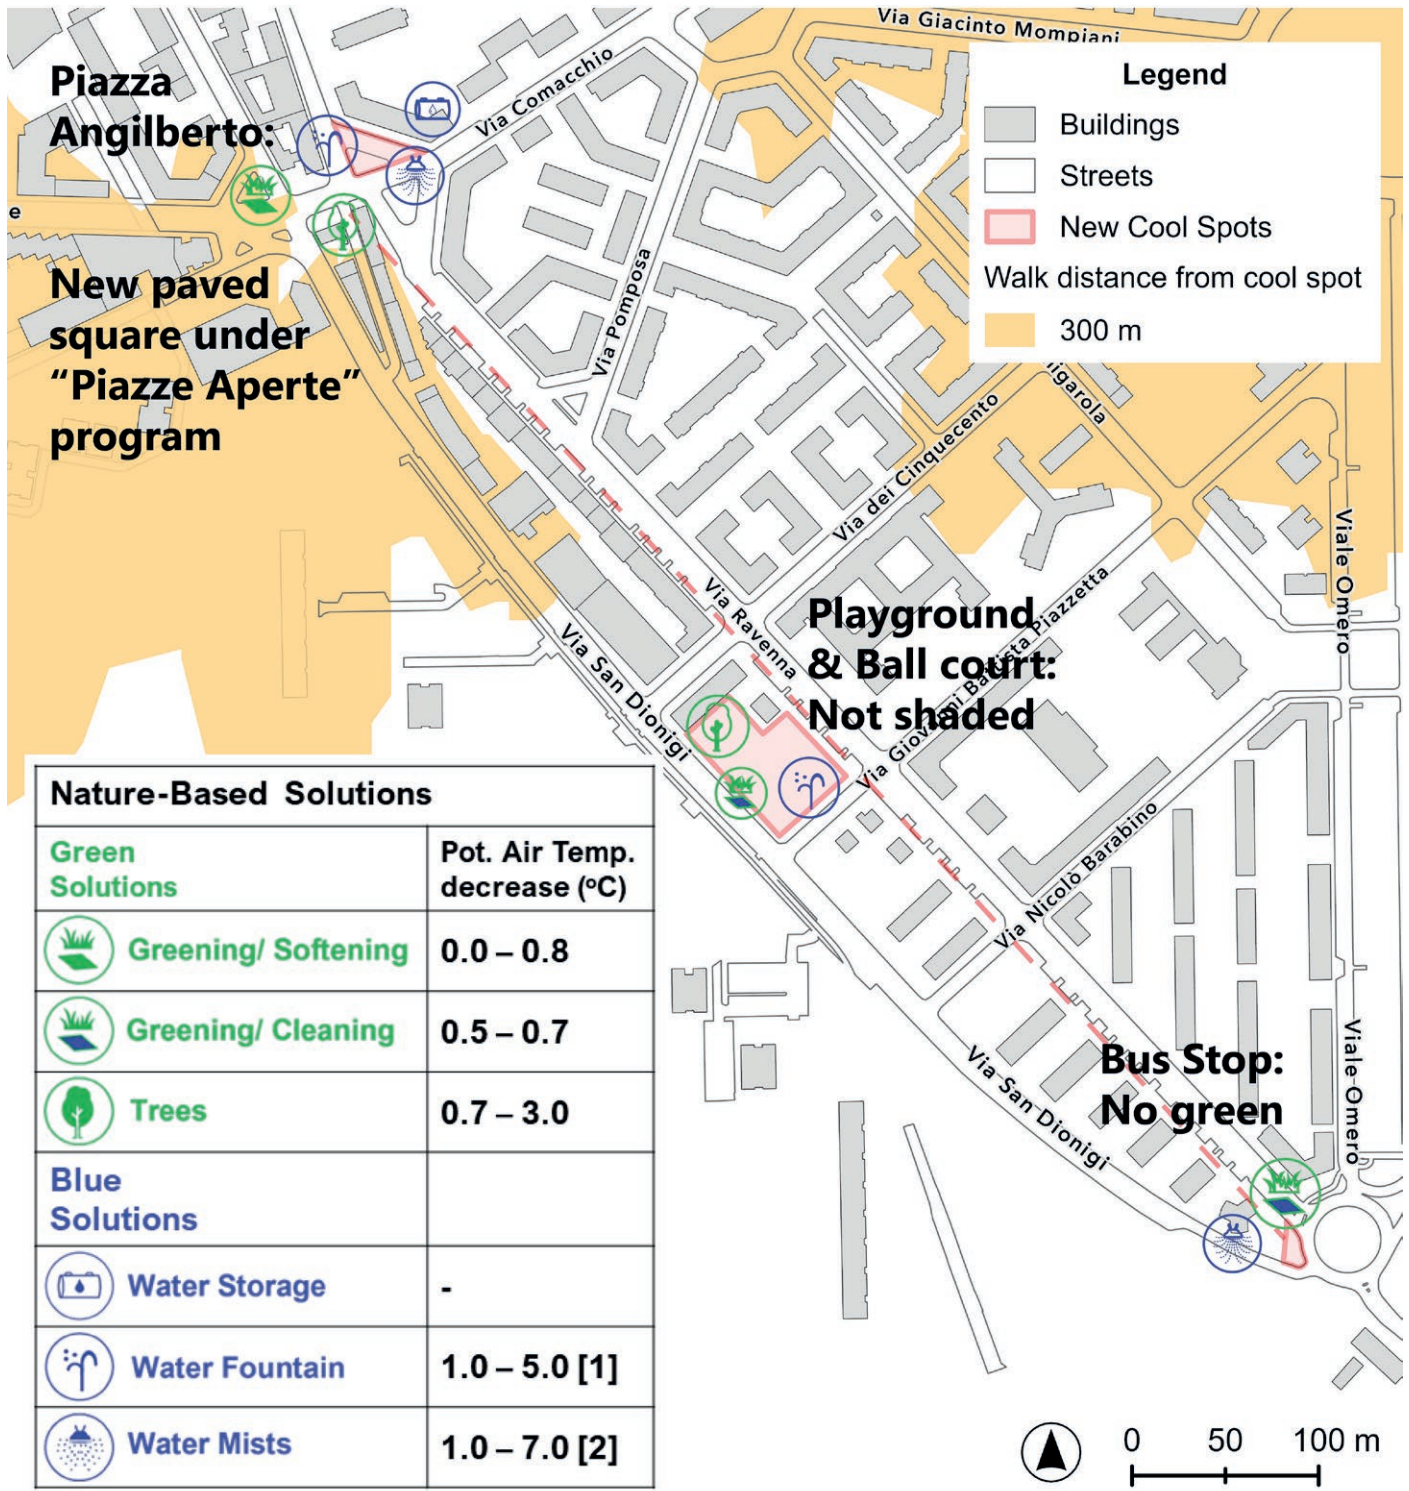 Via Giacinto Mompiani
Piazza
Angilberto:
Via Comacchio
Legend
Buildings
Streets
New Cool Spots
Walk distance from cool spot
300 m
e
New paved
square under
“Piazze Aperte”
program
Via Pomposa
nigarola
Via dei Cinquecento
Viale Omero
Via Ravenna
Via San Dionigi
Playground
& Ball court:
Not shaded
Via Giovanni Battista Piazzetta
Via Nicolò Barabino
Viale Omero
Bus Stop:
No green
Via San Dionigi
Nature-Based Solutions
Green
Solutions
Pot. Air Temp.
decrease (ºC)
Greening/ Softening
0.0 – 0.8
Greening/ Cleaning
0.5 – 0.7
Trees
0.7 – 3.0
Blue
Solutions
Water Storage
-
Water Fountain
1.0 – 5.0 [1]
Water Mists
1.0 – 7.0 [2]
0 50 100 m